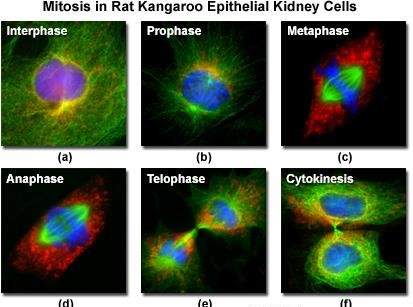 Mitosis in Rat Kangaroo Epithelial Kidney Cells
Interphase
Prophase
Metaphase
(a)
(b)
(c)
Anaphase
Telophase
Cytokinesis
(d)
(e)
(f)